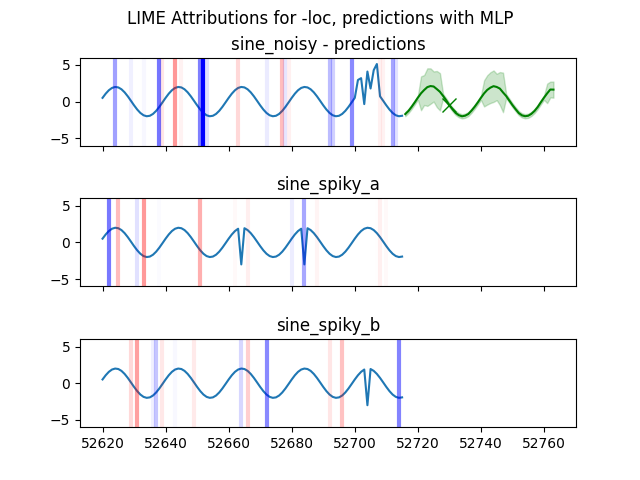 LIME Attributions for -loc, predictions with MLP
sine_noisy - predictions
5
0
−5
sine_spiky_a
5
0
−5
sine_spiky_b
5
0
−5
52620 52640 52660 52680 52700 52720 52740 52760